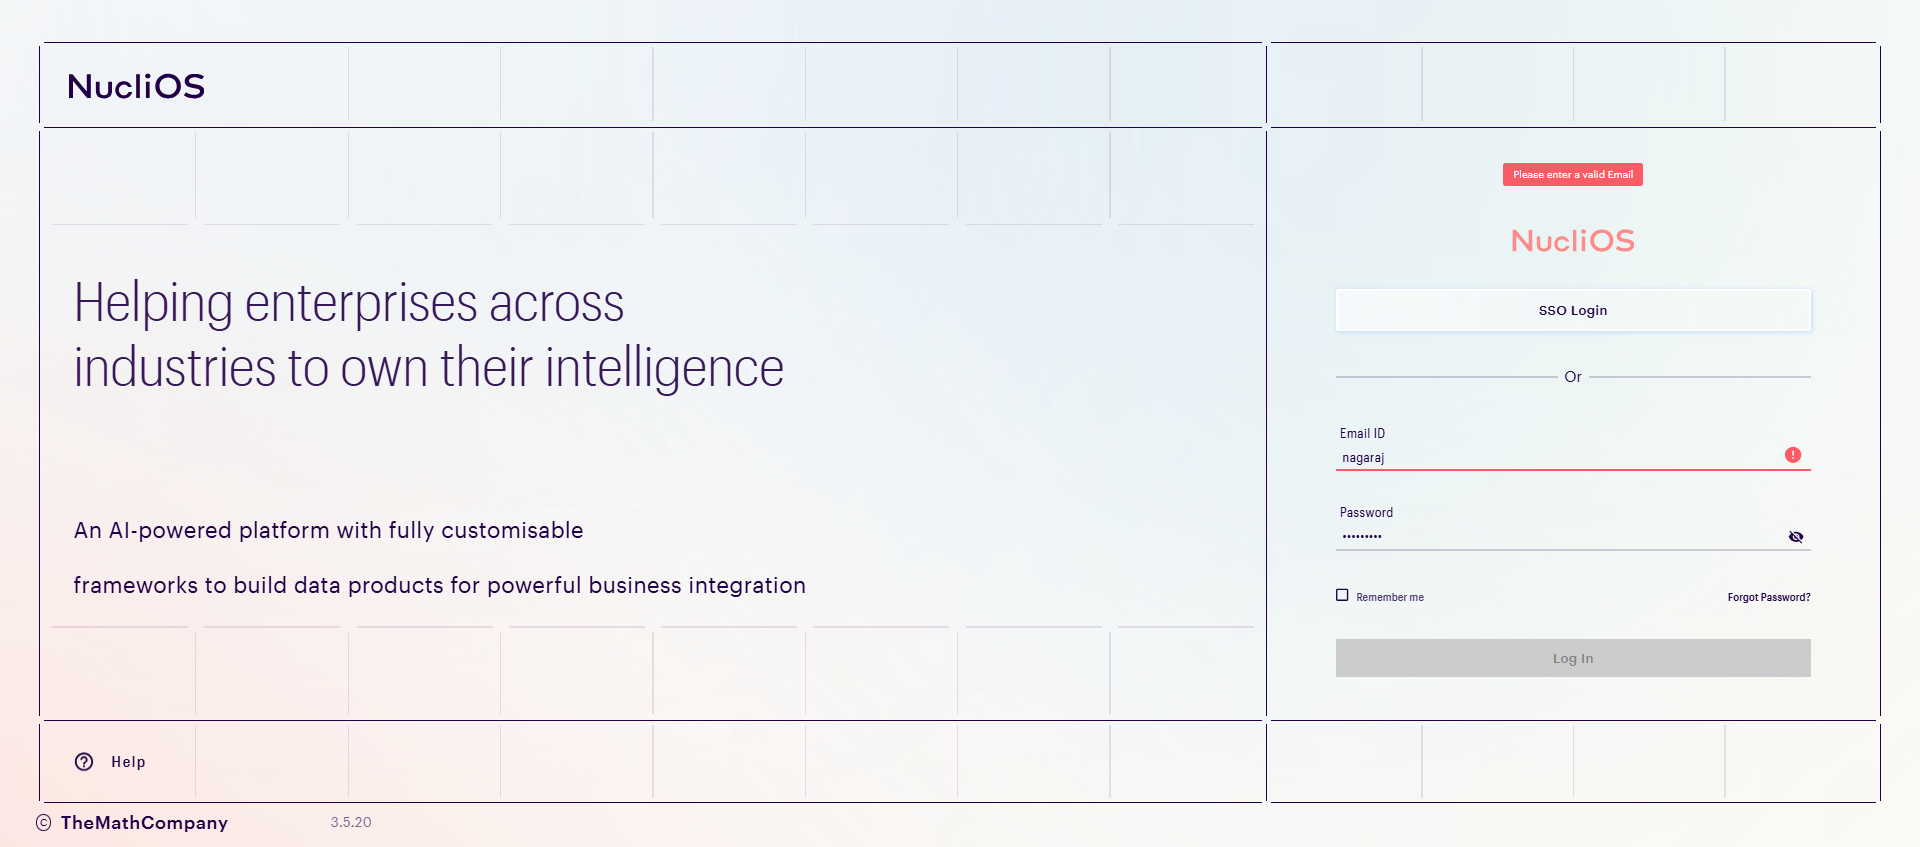 NucliOS
Helping enterprises across
industries to own their intelligence
An AI-powered platform with fully customisable
frameworks to build data products for powerful business integration
Help
Please enter a valid Email
NucliOS
SSO Login
Or
Email ID
nagaraj
Password
•••••••••
Remember me
Forgot Password?
Log In
© TheMathCompany
3.5.20